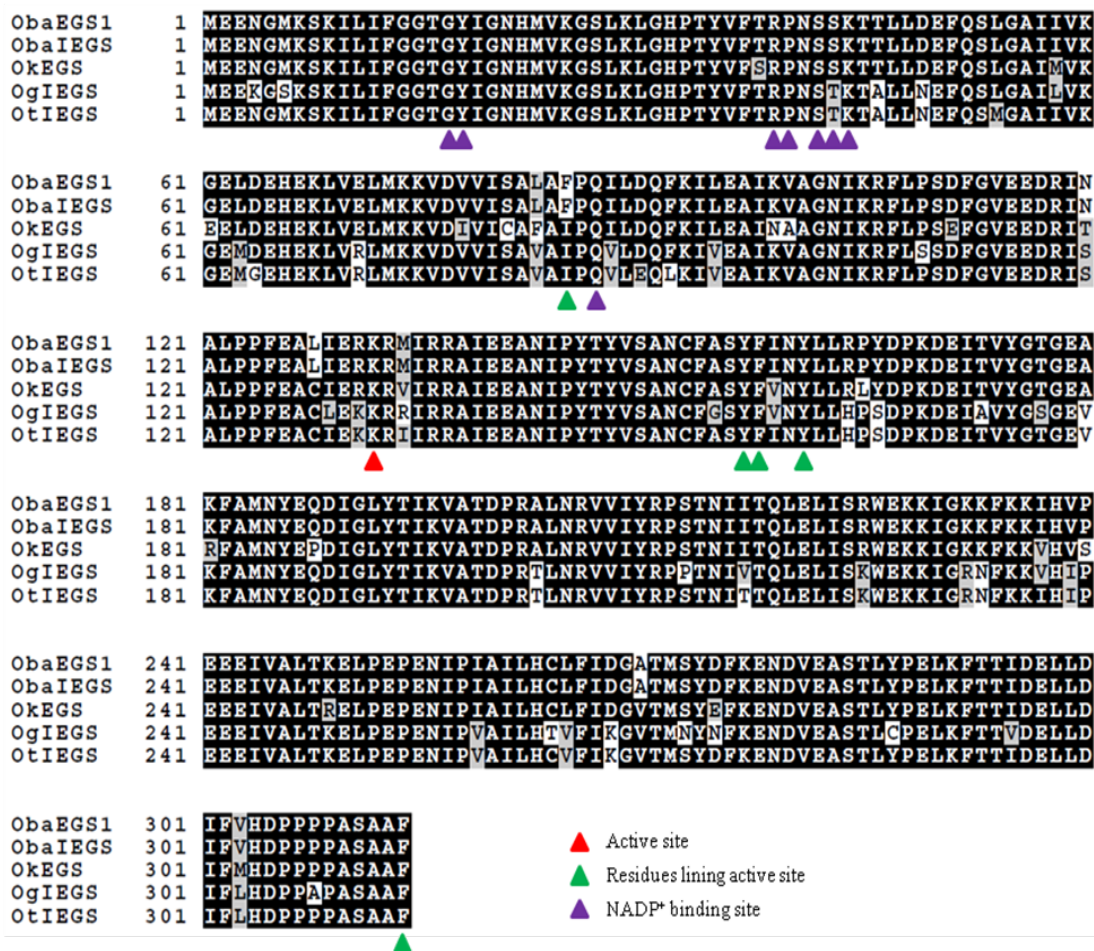 ObaEGS1 1 MEENGMKSKILIFGGTGYIGNHMVKGSLKLGHPTYVFTRPNSSKTTLLDEFQSLGAIIVK
ObaIEGS 1 MEENGMKSKILIFGGTGYIGNHMVKGSLKLGHPTYVFTRPNSSKTTLLDEFQSLGAIIVK
OkEGS 1 MEENGMKSKILIFGGTGYIGNHMVKGSLKLGHPTYVFSRPNSSKTTLLDEFQSLGAIMVK
OgIEGS 1 MEEKGSKSKILIFGGTGYIGNHMVKGSLKLGHPTYVFTRPNSTKTALLNEFQSLGAILVK
OtIEGS 1 MEENGMKSKILIFGGTGYIGNHMVKGSLKLGHPTYVFTRPNSTKTALLNEFQSMGAIIVK
ObaEGS1 61 GELDEHEKLVELMKKVDVVISALAFPQILDQFKILEAIKVAGNIKRFLPSDFGVEEDRIN
ObaIEGS 61 GELDEHEKLVELMKKVDVVISALAFPQILDQFKILEAIKVAGNIKRFLPSDFGVEEDRIN
OkEGS 61 EELDEHEKLVELMKKVDIVICAFAIPQILDQFKILEAINAAGNIKRFLPSEFGVEEDRIT
OgIEGS 61 GEMDEHEKLVRLMKKVDVVISAVAIPQVLDQFKIVEAIKVAGNIKRFLSSDFGVEEDRIS
OtIEGS 61 GEMGEHEKLVRLMKKVDVVISAVAIPQVLEQLKIVEAIKVAGNIKRFLPSDFGVEEDRIS
ObaEGS1 121 ALPPFEALIERKRMIRRAIEEANIPYTYVSANCFASYFINYLLRPYDPKDEITVYGTGEA
ObaIEGS 121 ALPPFEALIERKRMIRRAIEEANIPYTYVSANCFASYFINYLLRPYDPKDEITVYGTGEA
OkEGS 121 ALPPFEACIERKRVIRRAIEEANIPYTYVSANCFASYFVNYLLRLYDPKDEITVYGTGEA
OgIEGS 121 ALPPFEACLEKKRRIRRAIEEANIPYTYVSANCFGSYFVNYLLHPSDPKDEIAVYGSGEV
OtIEGS 121 ALPPFEACIEKKRIIRRAIEEANIPYTYVSANCFASYFINYLLHPSDPKDEITVYGTGEV
ObaEGS1 181 KFAMNYEQDIGLYTIKVATDPRALNRVVIYRPSTNIITQLELISRWEKKIGKKFKKIHVP
ObaIEGS 181 KFAMNYEQDIGLYTIKVATDPRALNRVVIYRPSTNIITQLELISRWEKKIGKKFKKIHVP
OkEGS 181 RFAMNYEPDIGLYTIKVATDPRALNRVVIYRPSTNIITQLELISRWEKKIGKKFKKVHVS
OgIEGS 181 KFAMNYEQDIGLYTIKVATDPRTLNRVVIYRPPTNIVTQLELISKWEKKIGRNFKKVHIP
OtIEGS 181 KFAMNYEQDIGLYTIKVATDPRTLNRVVIYRPSTNITTQLELISKWEKKIGRNFKKIHIP
ObaEGS1 241 EEEIVALTKELPEPENIPIAILHCLFIDGATMSYDFKENDVEASTLYPELKFTTIDELLD
ObaIEGS 241 EEEIVALTKELPEPENIPIAILHCLFIDGATMSYDFKENDVEASTLYPELKFTTIDELLD
OkEGS 241 EEEIVALTRELPEPENIPIAILHCLFIDGVTMSYEFKENDVEASTLYPELKFTTIDELLD
OgIEGS 241 EEEIVALTKELPEPENIPVAILHTVFIKGVTMNYNFKENDVEASTLCPELKFTTVDELLD
OtIEGS 241 EEEIVALTKELPEPENIPVAILHCVFIKGVTMSYDFKENDVEASTLYPELKFTTIDELLD
ObaEGS1 301 IFVHDPPPPASAAF
ObaIEGS 301 IFVHDPPPPASAAF
OkEGS 301 IFMHDPPPPASAAF
OgIEGS 301 IFLHDPPAPASAAF
OtIEGS 301 IFLHDPPPPASAAF
Active site
Residues lining active site
NADP⁺ binding site